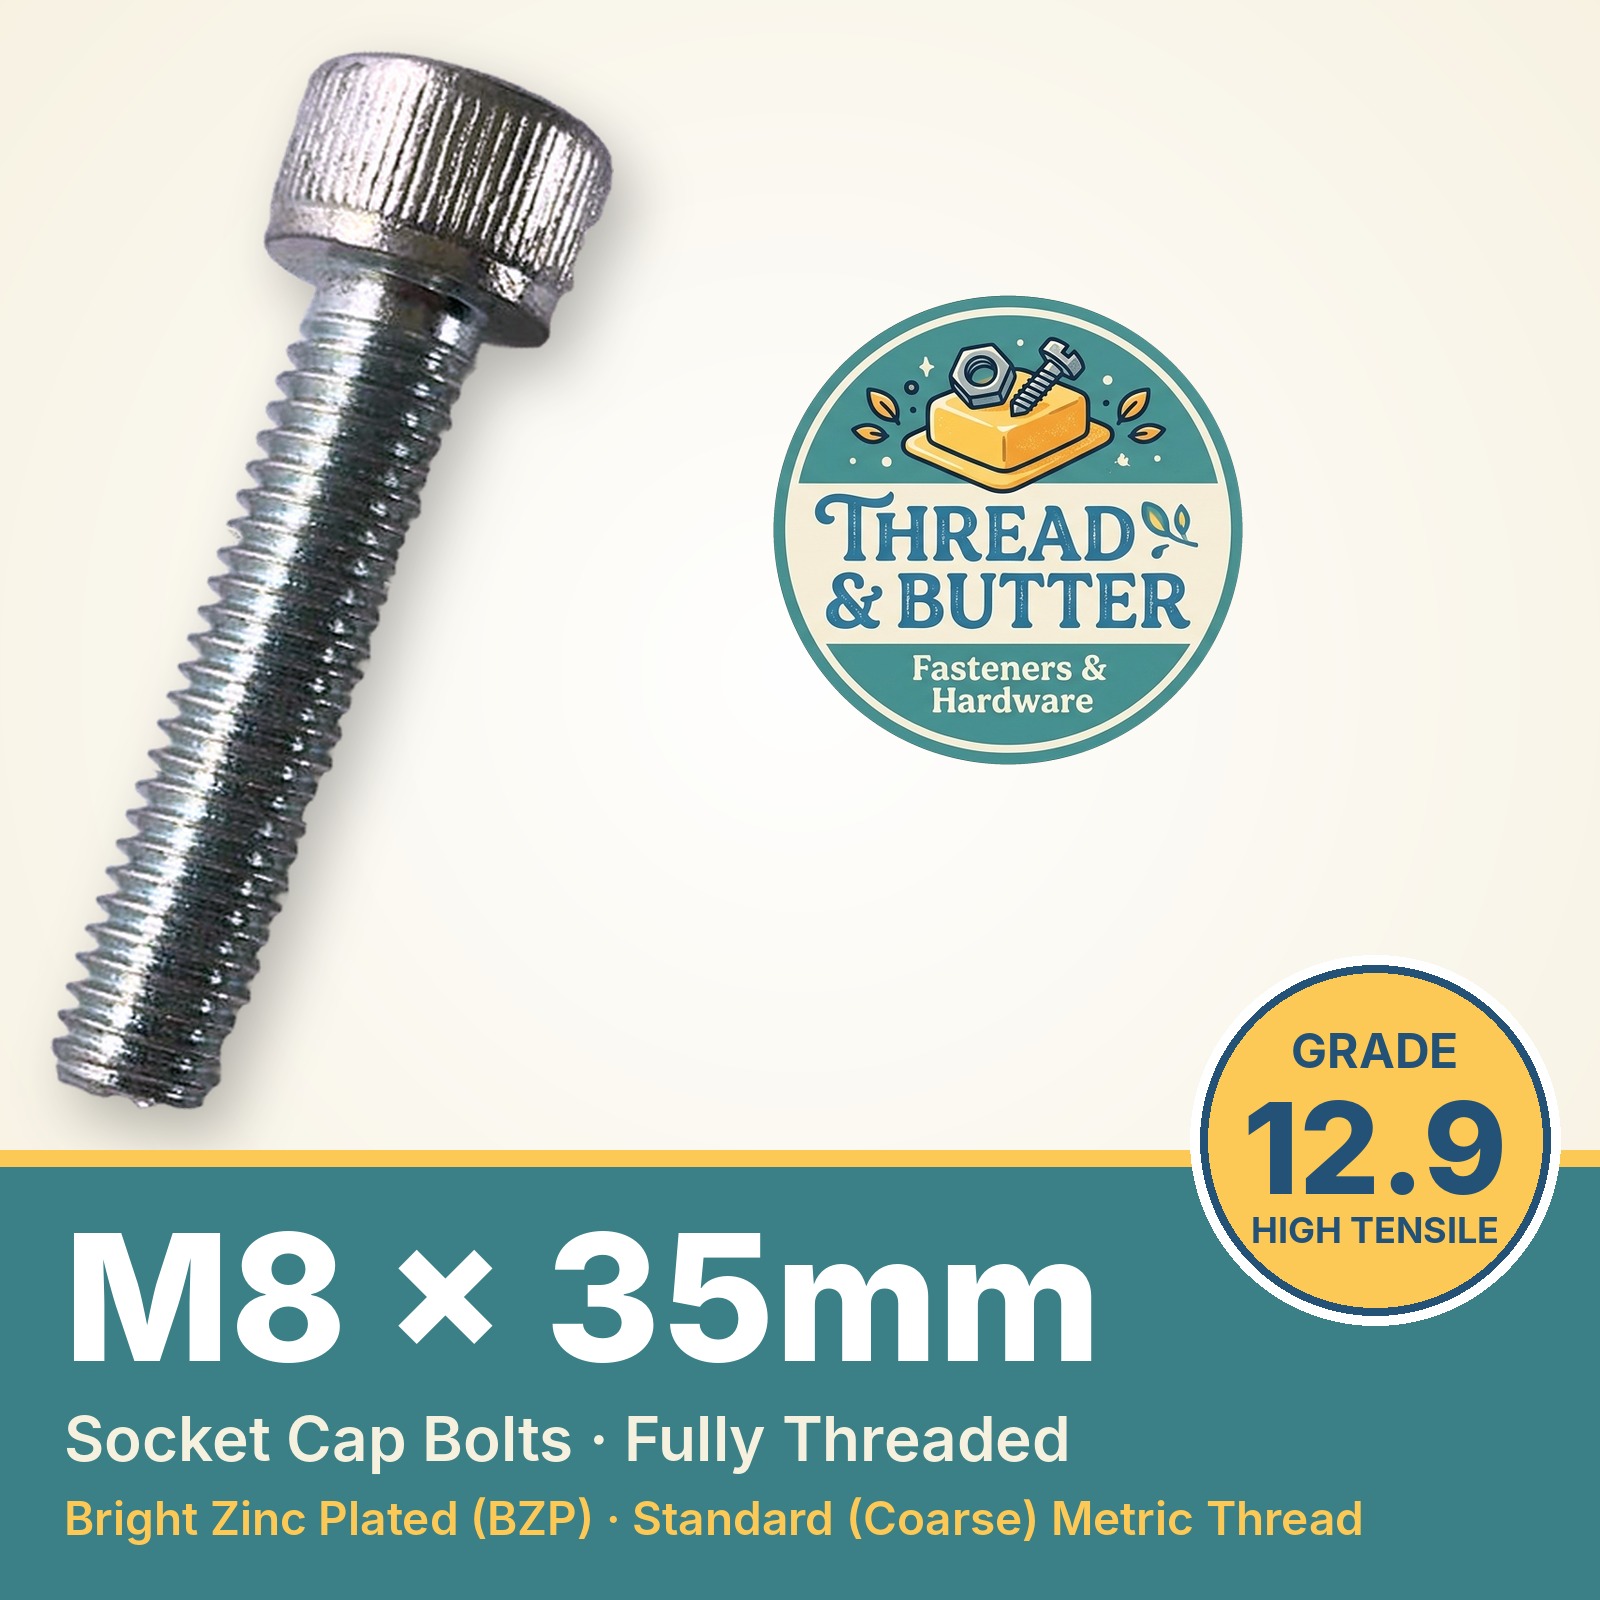 THREAD
& BUTTER
Fasteners &
Hardware
GRADE
12.9
HIGH TENSILE
M8 × 35mm
Socket Cap Bolts · Fully Threaded
Bright Zinc Plated (BZP) · Standard (Coarse) Metric Thread